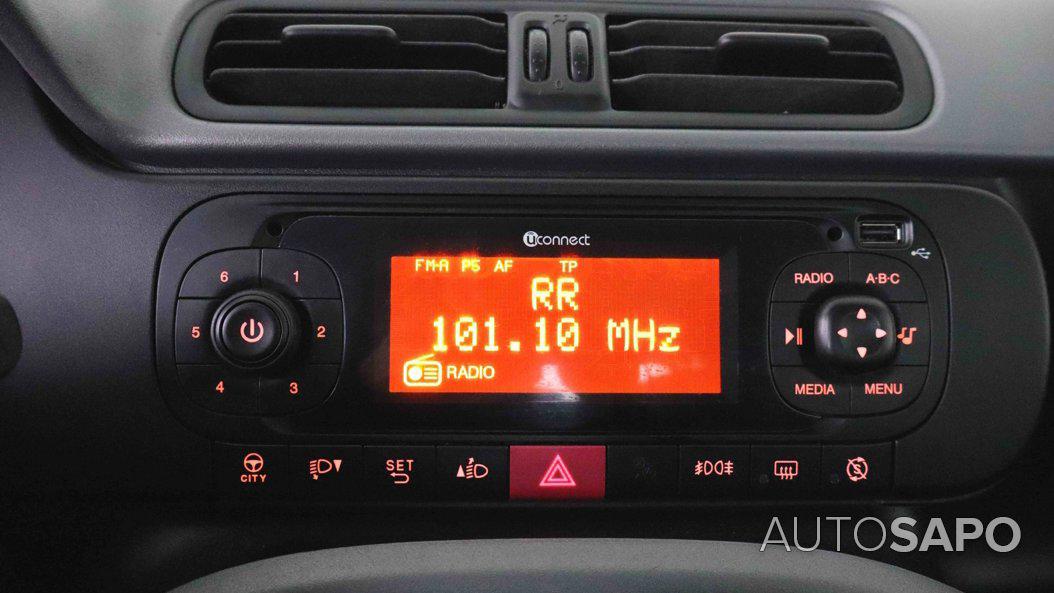 uconnect
FM-A P5 AF TP
RR
101.10 MHz
RADIO
6 1
5 2
4 3
RADIO A·B·C
MEDIA MENU
CITY
SET
AUTOSAPO